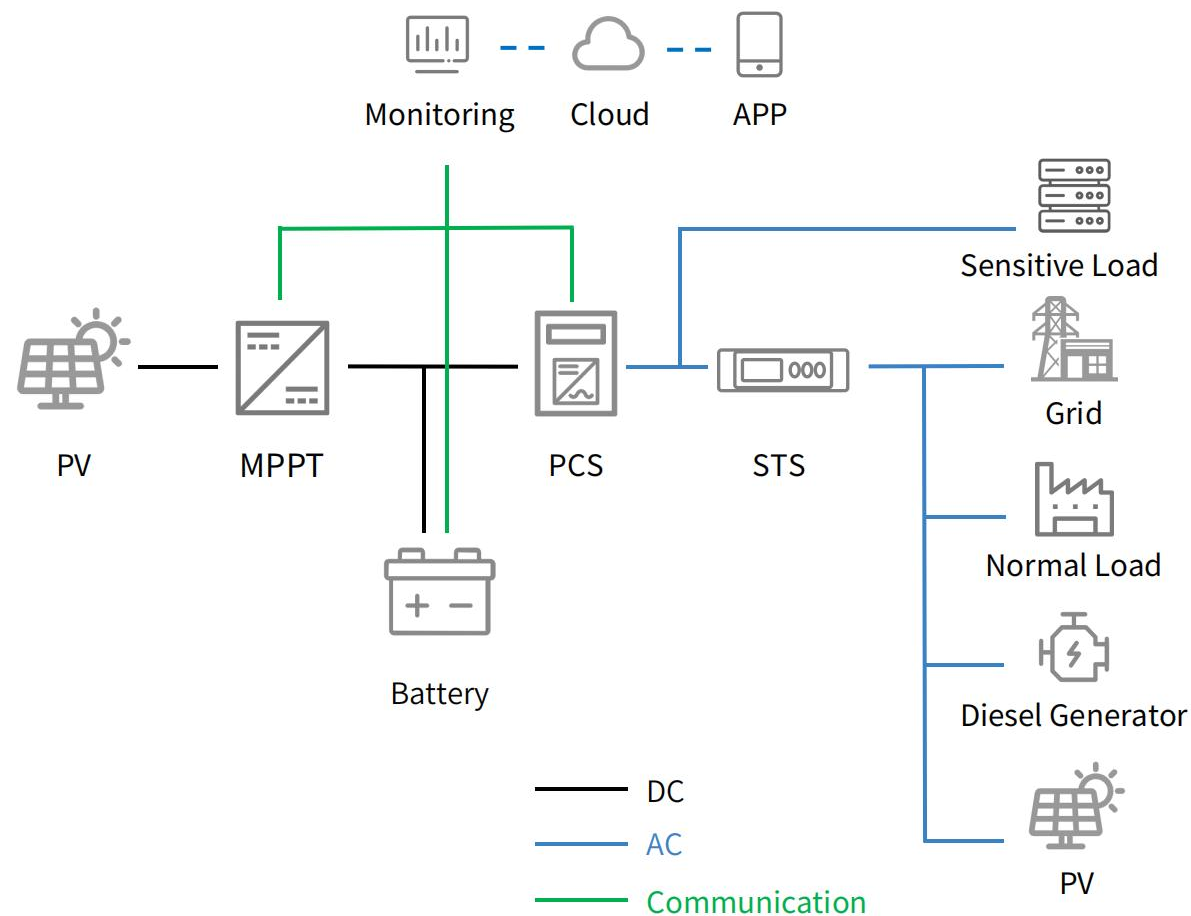 Monitoring
Cloud
APP
Sensitive Load
Grid
PV
MPPT
PCS
STS
Normal Load
Battery
Diesel Generator
DC
AC
PV
Communication